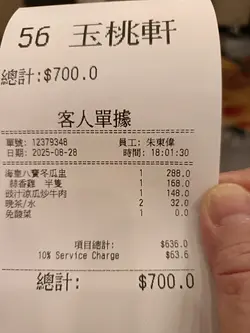 56 玉桃軒
總計:$700.0
客人單據
單號: 12379348 員工: 朱東偉
日期: 2025-08-28 時間: 18:01:30
海皇八寶冬瓜盅 1 288.0
蒜香雞 半隻 1 168.0
豉汁涼瓜炒牛肉 1 148.0
晚茶/水 2 32.0
免酸菜 1 0.0
項目總計: $636.0
10% Service Charge $63.6
總計: $700.0